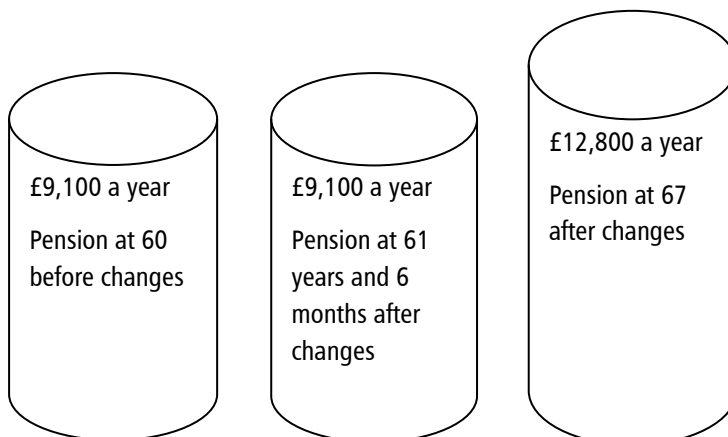 £9,100 a year
Pension at 60
before changes
£9,100 a year
Pension at 61
years and 6
months after
changes
£12,800 a year
Pension at 67
after changes